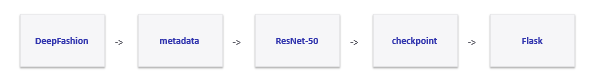 DeepFashion -> metadata -> ResNet-50 -> checkpoint -> Flask